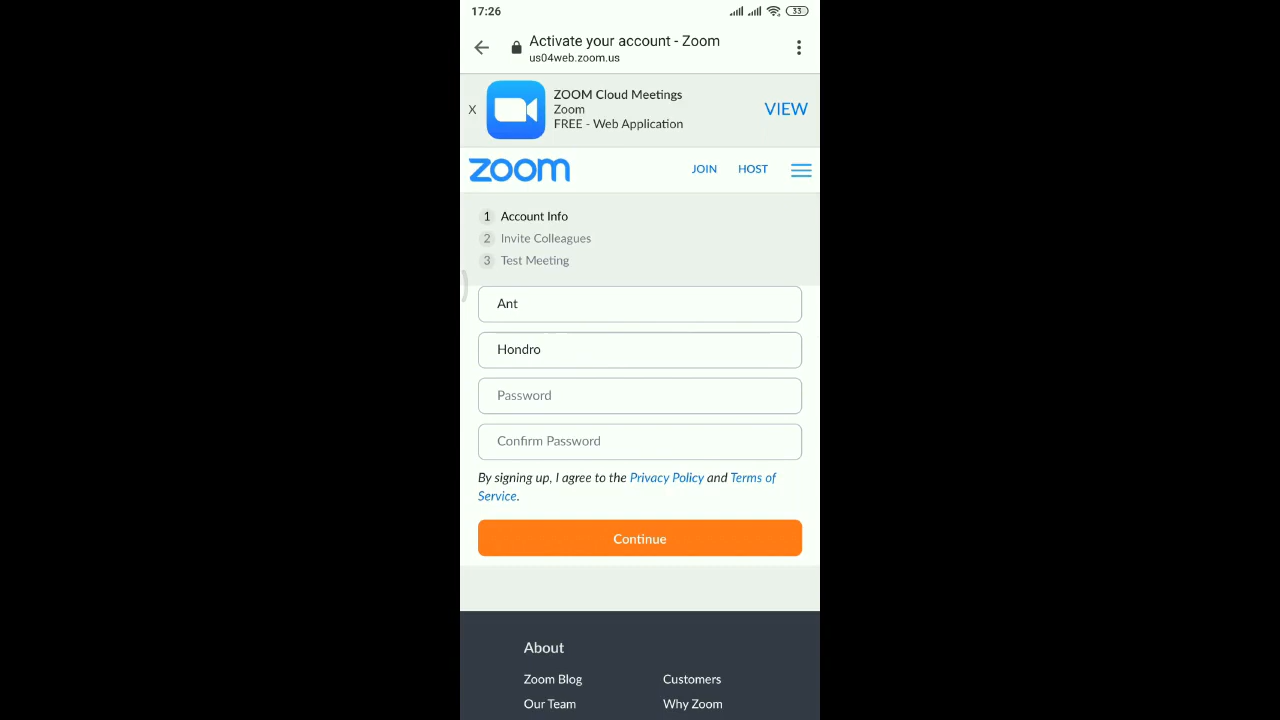 17:26
33
Activate your account - Zoom
us04web.zoom.us
X
ZOOM Cloud Meetings
Zoom
FREE - Web Application
VIEW
zoom
JOIN HOST
1 Account Info
2 Invite Colleagues
3 Test Meeting
Ant
Hondro
Password
Confirm Password
By signing up, I agree to the Privacy Policy and Terms of
Service.
Continue
About
Zoom Blog Customers
Our Team Why Zoom